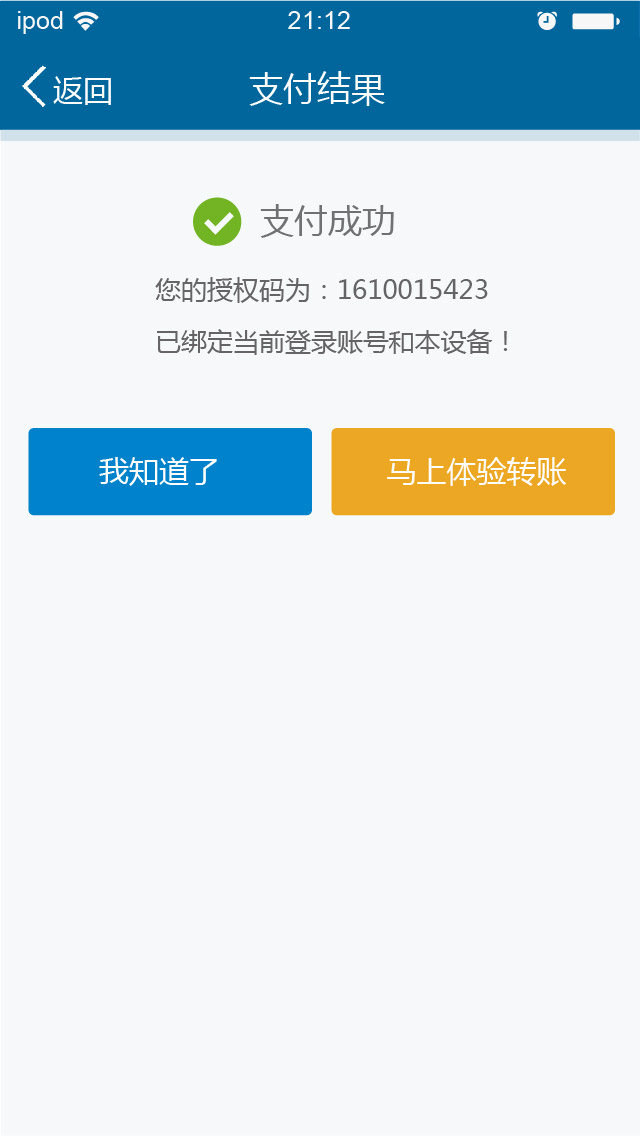 ipod 21:12
返回 支付结果
支付成功
您的授权码为：1610015423
已绑定当前登录账号和本设备！
我知道了 马上体验转账